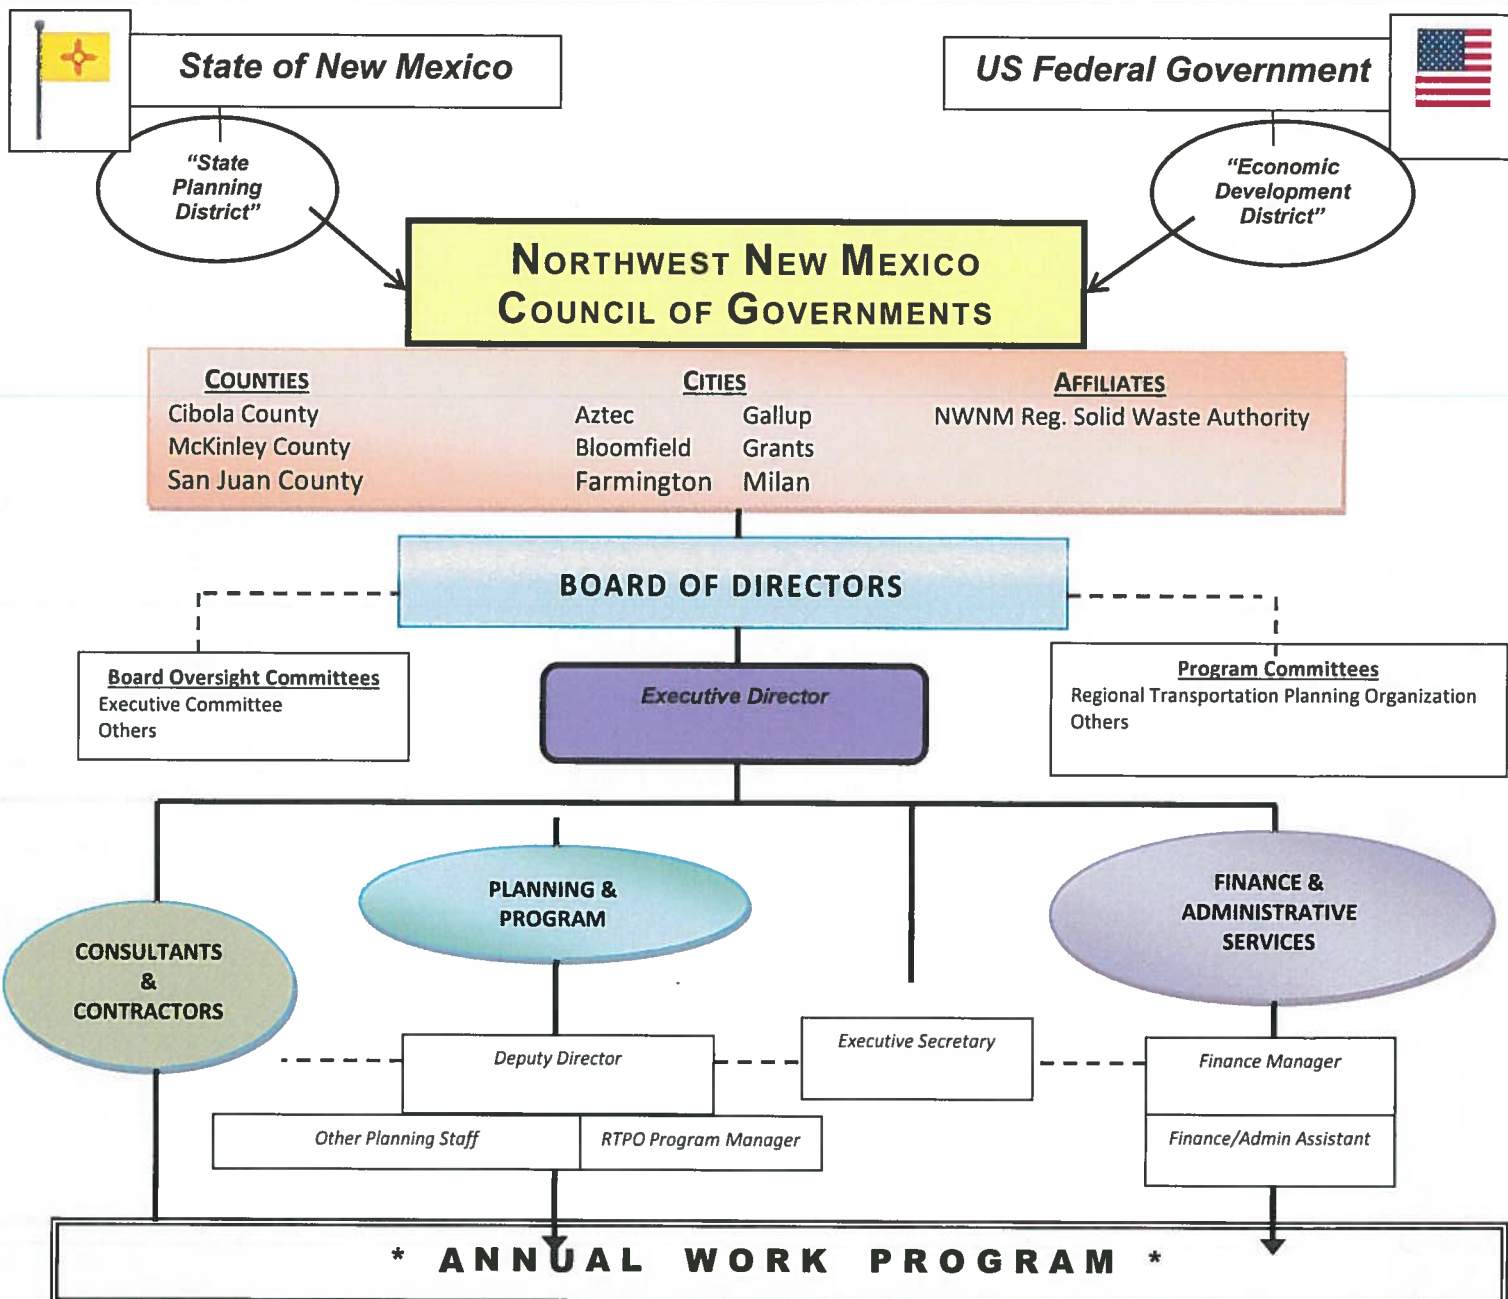 State of New Mexico
US Federal Government
“State
Planning
District”
“Economic
Development
District”
NORTHWEST NEW MEXICO
COUNCIL OF GOVERNMENTS
COUNTIES
Cibola County
McKinley County
San Juan County
CITIES
Aztec Gallup
Bloomfield Grants
Farmington Milan
AFFILIATES
NWNM Reg. Solid Waste Authority
BOARD OF DIRECTORS
Board Oversight Committees
Executive Committee
Others
Executive Director
Program Committees
Regional Transportation Planning Organization
Others
CONSULTANTS
&
CONTRACTORS
PLANNING &
PROGRAM
FINANCE &
ADMINISTRATIVE
SERVICES
Deputy Director
Executive Secretary
Finance Manager
Other Planning Staff
RTPO Program Manager
Finance/Admin Assistant
* ANNUAL WORK PROGRAM *